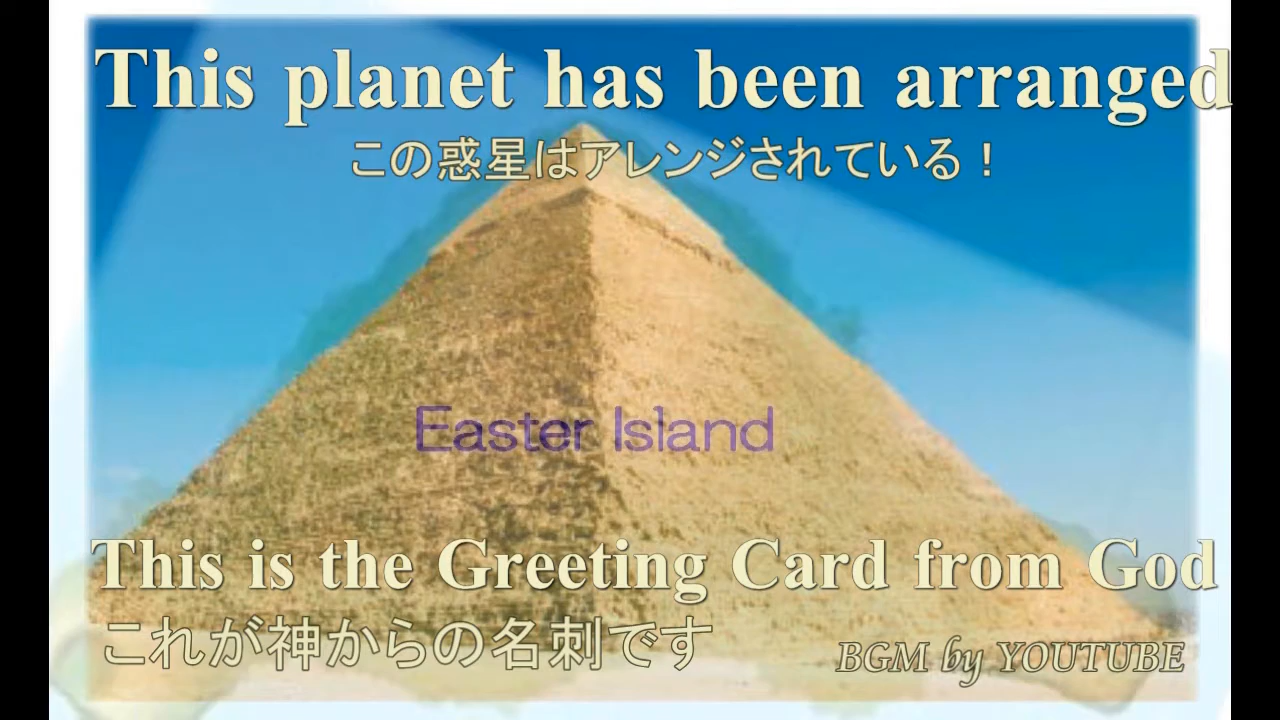 This planet has been arranged
この惑星はアレンジされている！
Easter Island
This is the Greeting Card from God
これが神からの名刺です
BGM by YOUTUBE